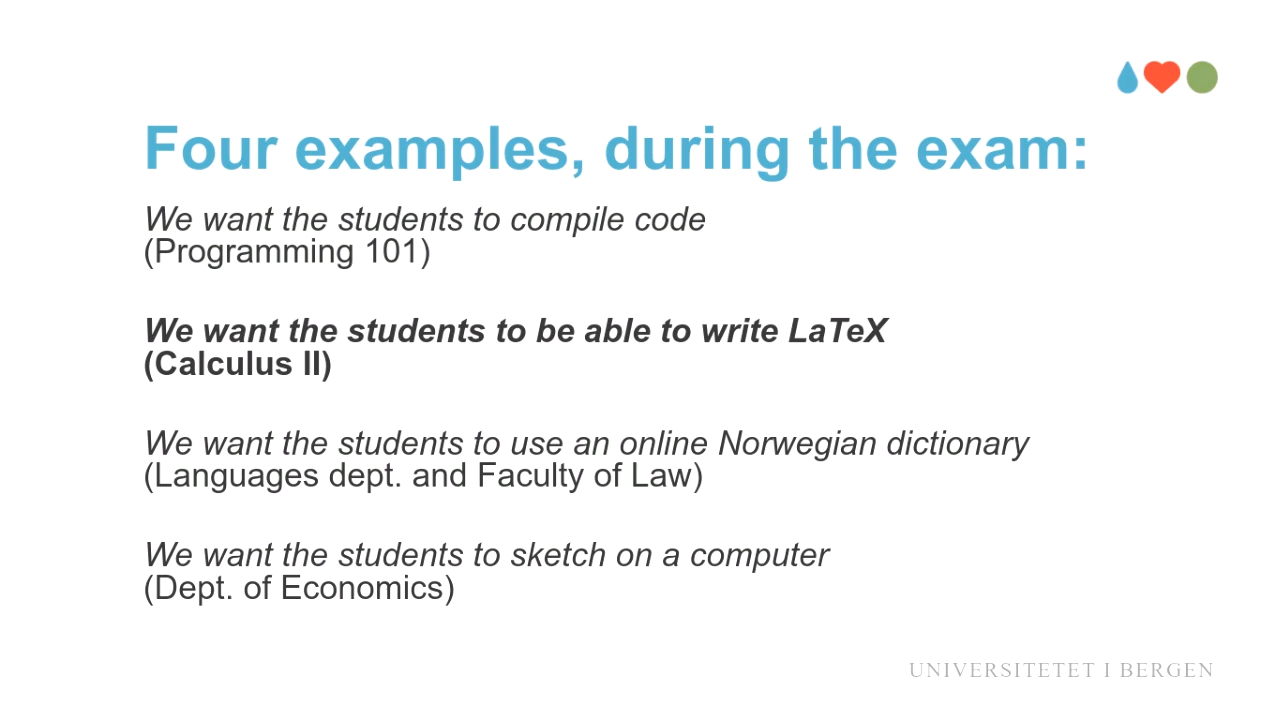 Four examples, during the exam:
We want the students to compile code
(Programming 101)
We want the students to be able to write LaTeX
(Calculus II)
We want the students to use an online Norwegian dictionary
(Languages dept. and Faculty of Law)
We want the students to sketch on a computer
(Dept. of Economics)
UNIVERSITETET I BERGEN